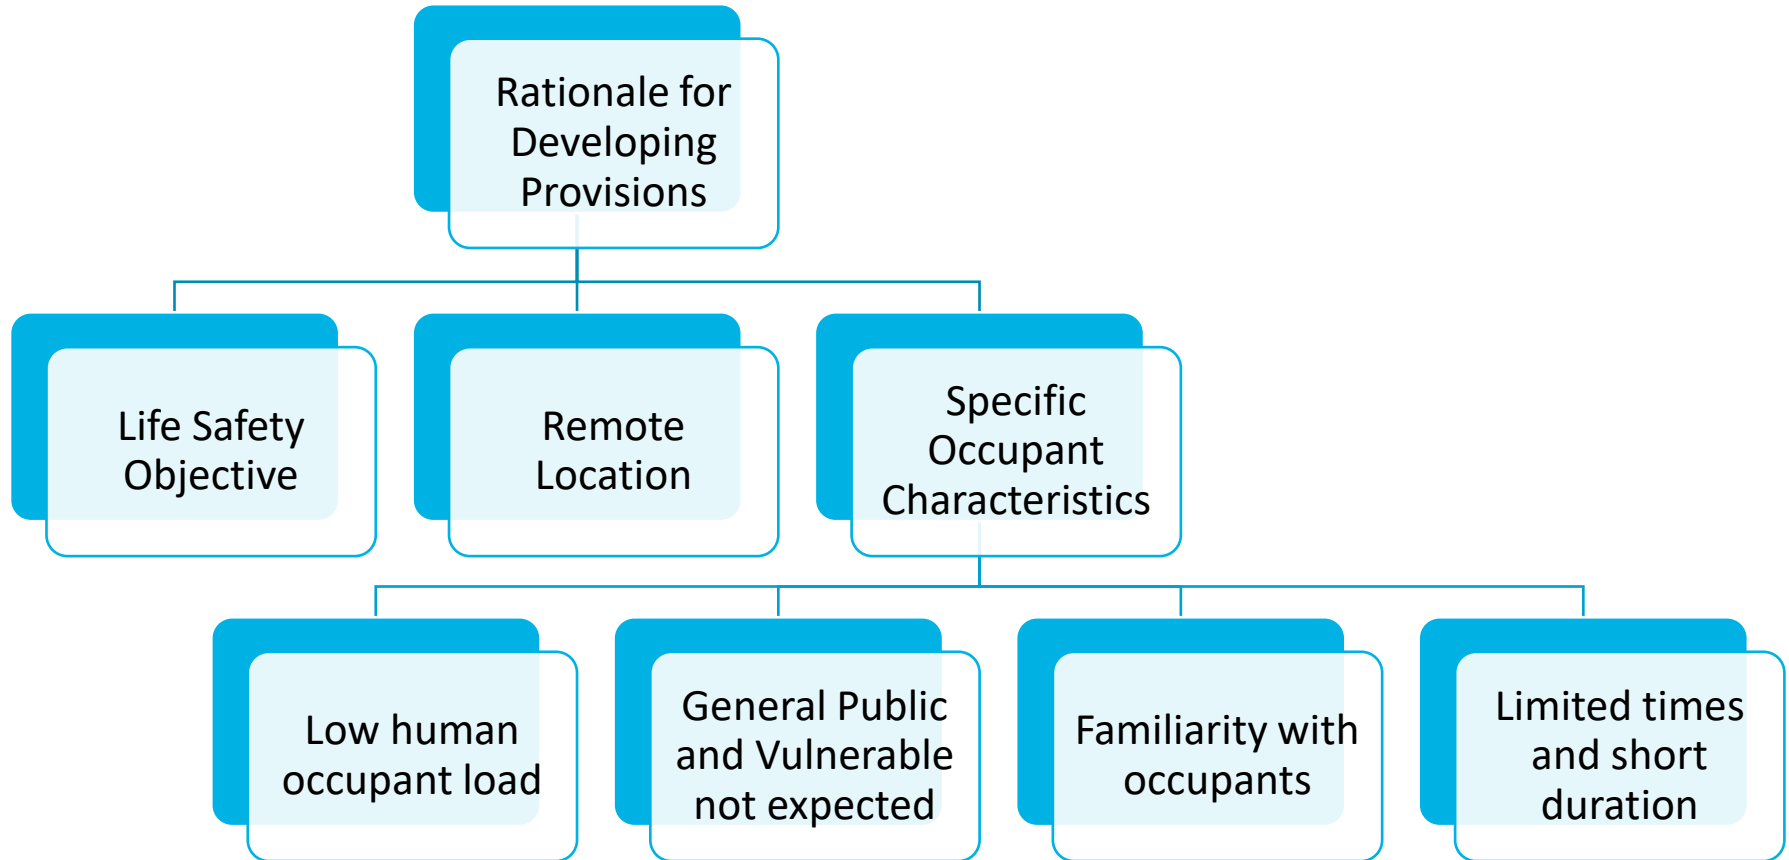 Rationale for
Developing
Provisions
Life Safety
Objective
Remote
Location
Specific
Occupant
Characteristics
Low human
occupant load
General Public
and Vulnerable
not expected
Familiarity with
occupants
Limited times
and short
duration